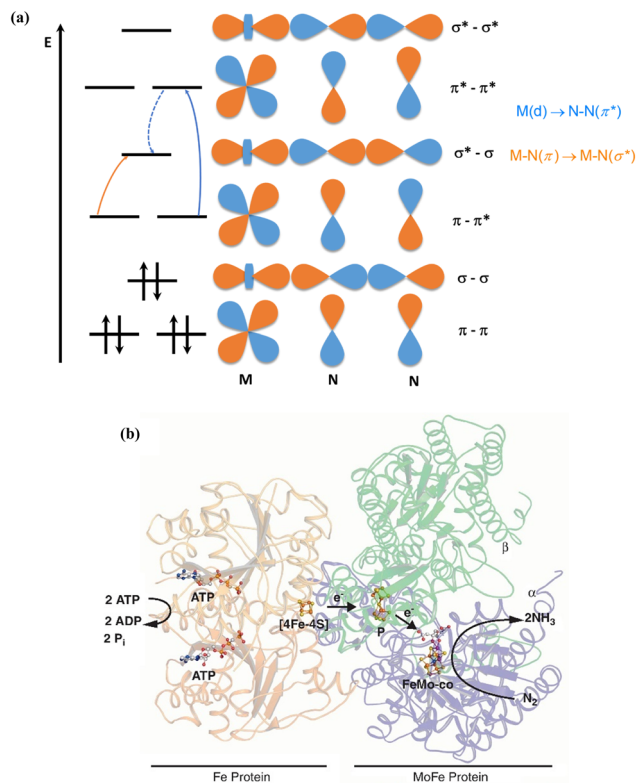 (a)
E
σ* - σ*
π* - π*
M(d) → N-N(π*)
σ* - σ
M-N(π) → M-N(σ*)
π - π*
σ - σ
π - π
M N N
(b)
β
α
ATP
2 ATP
2 ADP
2 Pi
[4Fe-4S]
e-
P
e-
2NH₃
ATP
FeMo-co
N₂
Fe Protein
MoFe Protein